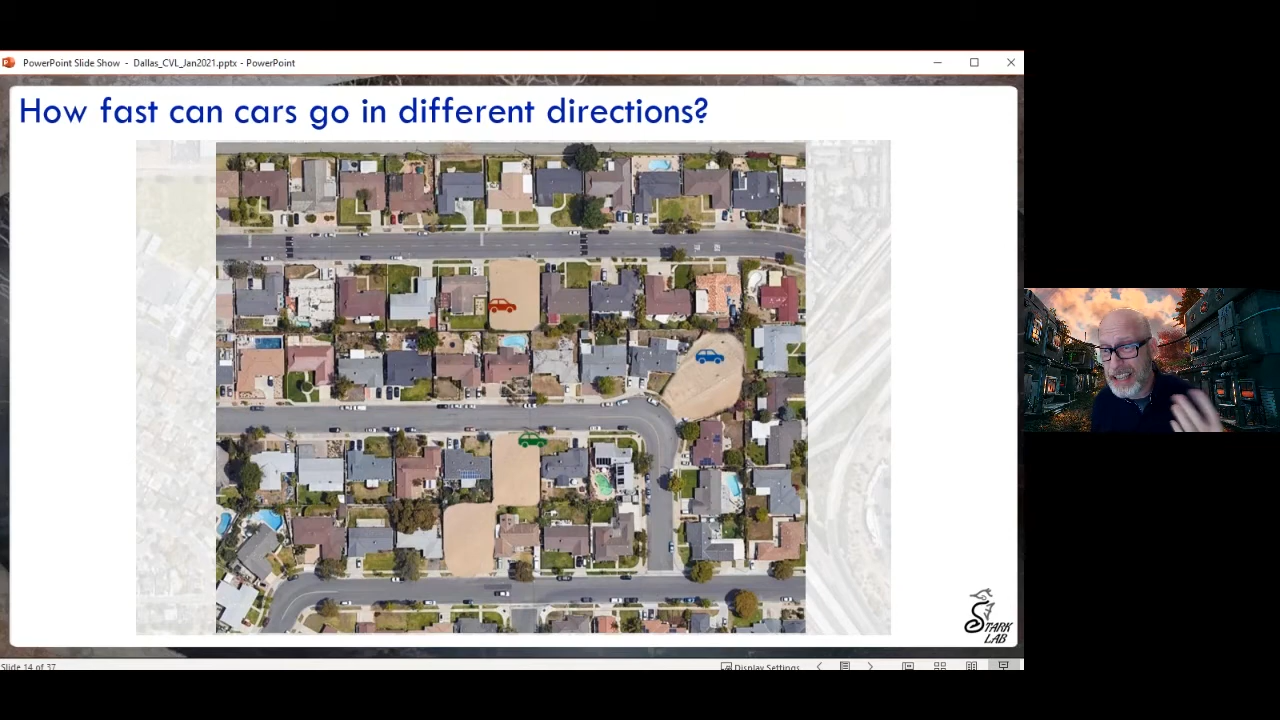 PowerPoint Slide Show - Dallas_CVL_Jan2021.pptx - PowerPoint
How fast can cars go in different directions?
STARK
LAB
Slide 14 of 37
Display Settings